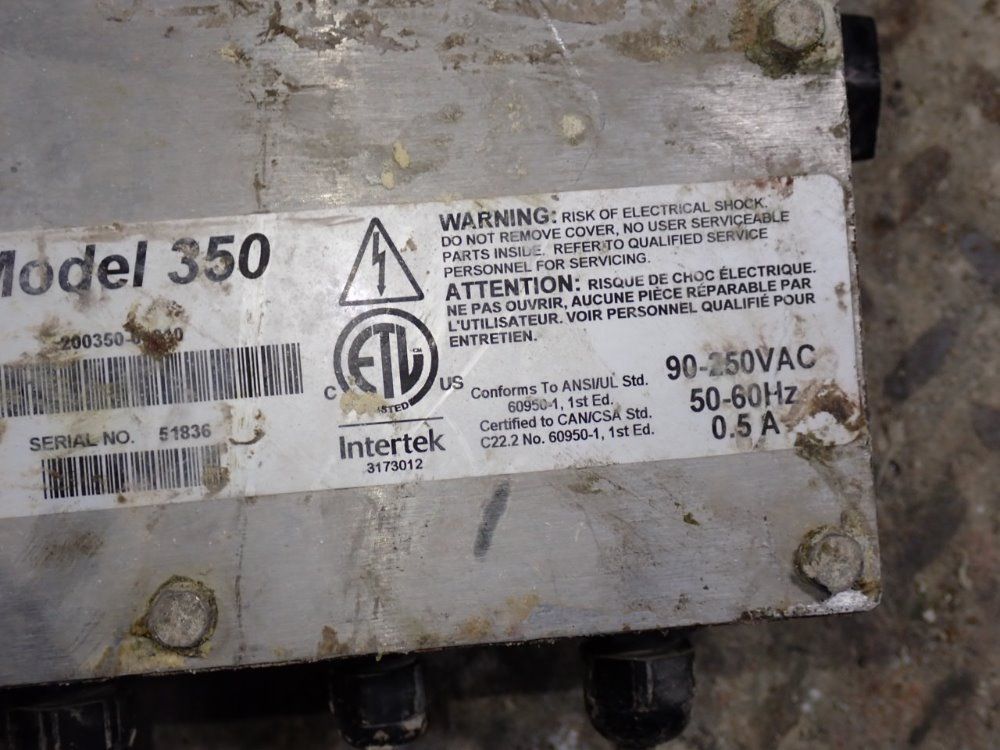 Model 350
SERIAL NO. 51836
ETL
CM
LISTED
C US
Intertek
3173012
WARNING: RISK OF ELECTRICAL SHOCK.
DO NOT REMOVE COVER, NO USER SERVICEABLE
PARTS INSIDE. REFER TO QUALIFIED SERVICE
PERSONNEL FOR SERVICING.
ATTENTION: RISQUE DE CHOC ÉLECTRIQUE.
NE PAS OUVRIR, AUCUNE PIÈCE RÉPARABLE PAR
L'UTILISATEUR. VOIR PERSONNEL QUALIFIÉ POUR
ENTRETIEN.
Conforms To ANSI/UL Std.
60950-1, 1st Ed.
Certified to CAN/CSA Std.
C22.2 No. 60950-1, 1st Ed.
90-250VAC
50-60Hz
0.5 A